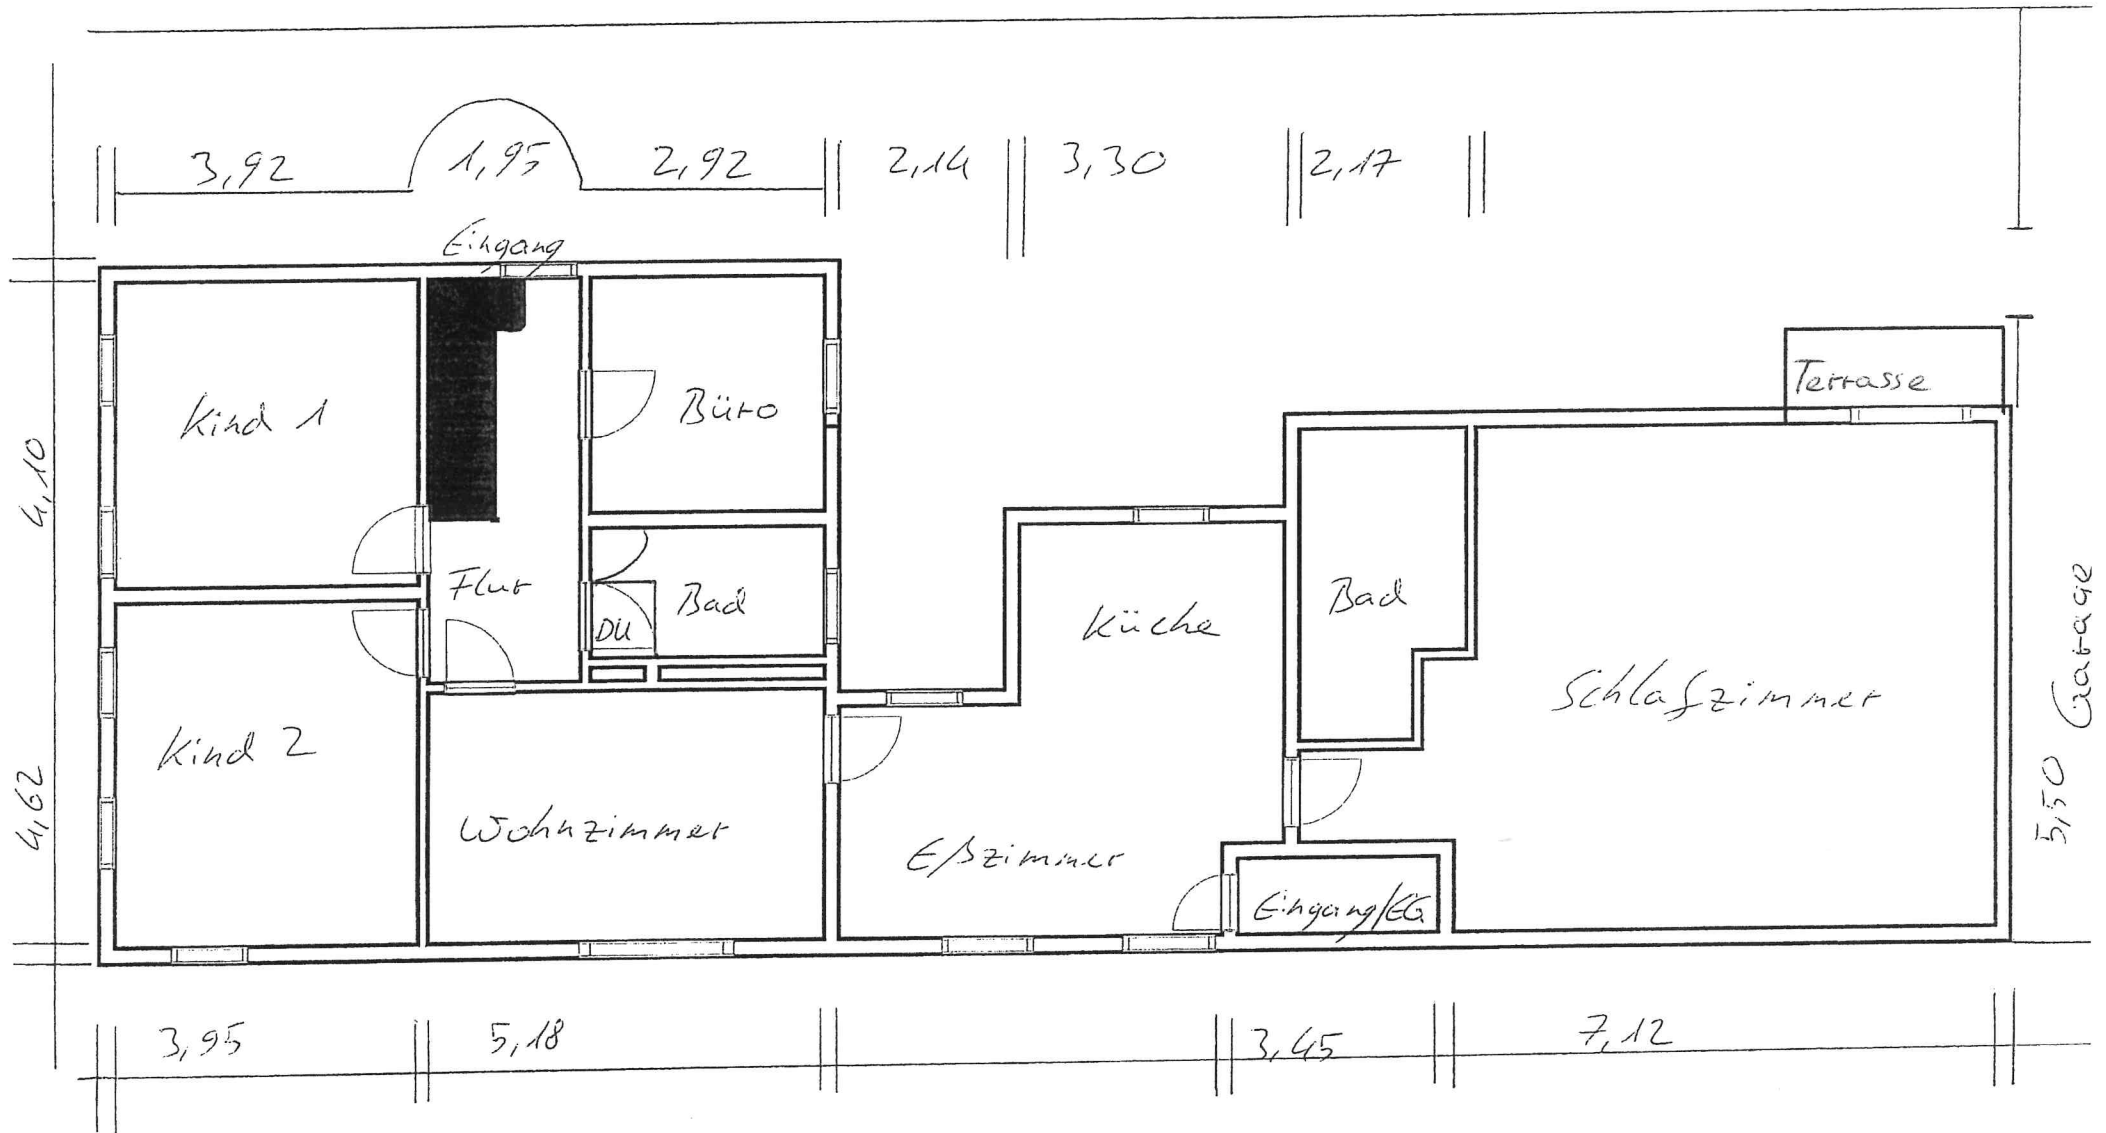 3,92 1,95 2,92 2,14 3,30 2,17
Eingang
Terrasse
Kind 1 Büro
4,10
Flur DU Bad Küche Bad
Garage
Schlafzimmer
Kind 2
4,62
Wohnzimmer Eßzimmer
5,50
Eingang/EG
3,95 5,18 3,45 7,12